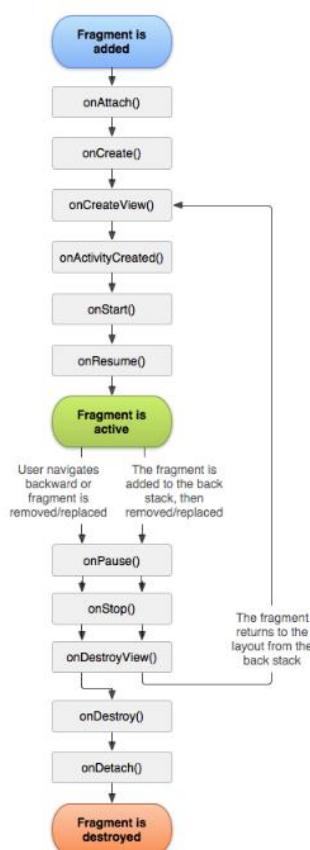 Fragment is
added
onAttach()
onCreate()
onCreateView()
onActivityCreated()
onStart()
onResume()
Fragment is
active
User navigates
backward or
fragment is
removed/replaced
The fragment is
added to the back
stack, then
removed/replaced
onPause()
onStop()
onDestroyView()
The fragment
returns to the
layout from the
back stack
onDestroy()
onDetach()
Fragment is
destroyed